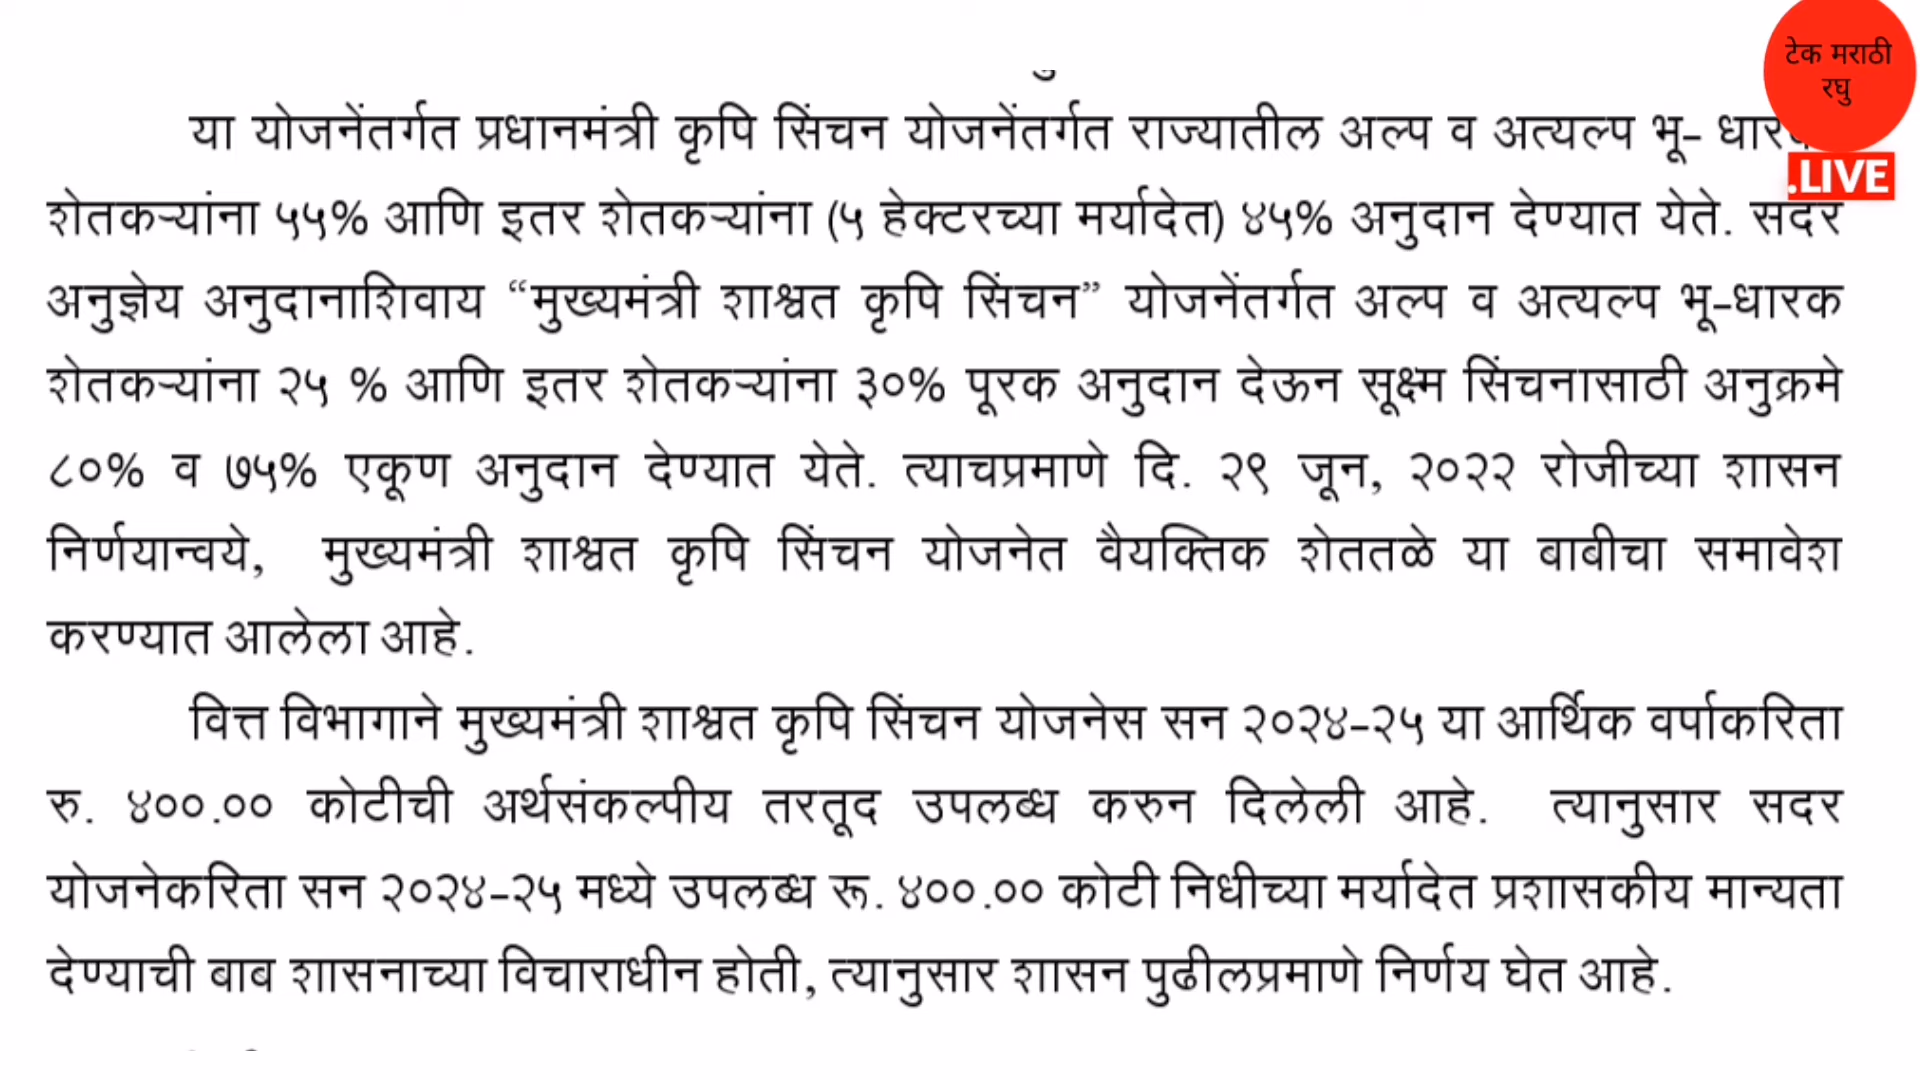 टेक मराठी
रघु
.LIVE
या योजनेंतर्गत प्रधानमंत्री कृषि सिंचन योजनेंतर्गत राज्यातील अल्प व अत्यल्प भू- 
शेतकऱ्यांना ५५% आणि इतर शेतकऱ्यांना (५ हेक्टरच्या मर्यादेत) ४५% अनुदान देण्यात येते. सदर
अनुज्ञेय अनुदानाशिवाय “मुख्यमंत्री शाश्वत कृषि सिंचन” योजनेंतर्गत अल्प व अत्यल्प भू-धारक
शेतकऱ्यांना २५ % आणि इतर शेतकऱ्यांना ३०% पूरक अनुदान देऊन सूक्ष्म सिंचनासाठी अनुक्रमे
८०% व ७५% एकूण अनुदान देण्यात येते. त्याचप्रमाणे दि. २९ जून, २०२२ रोजीच्या शासन
निर्णयान्वये, मुख्यमंत्री शाश्वत कृषि सिंचन योजनेत वैयक्तिक शेततळे या बाबीचा समावेश
करण्यात आलेला आहे.
वित्त विभागाने मुख्यमंत्री शाश्वत कृषि सिंचन योजनेस सन २०२४-२५ या आर्थिक वर्षाकरिता
रु. ४००.०० कोटीची अर्थसंकल्पीय तरतूद उपलब्ध करुन दिलेली आहे. त्यानुसार सदर
योजनेकरिता सन २०२४-२५ मध्ये उपलब्ध रू. ४००.०० कोटी निधीच्या मर्यादेत प्रशासकीय मान्यता
देण्याची बाब शासनाच्या विचाराधीन होती, त्यानुसार शासन पुढीलप्रमाणे निर्णय घेत आहे.